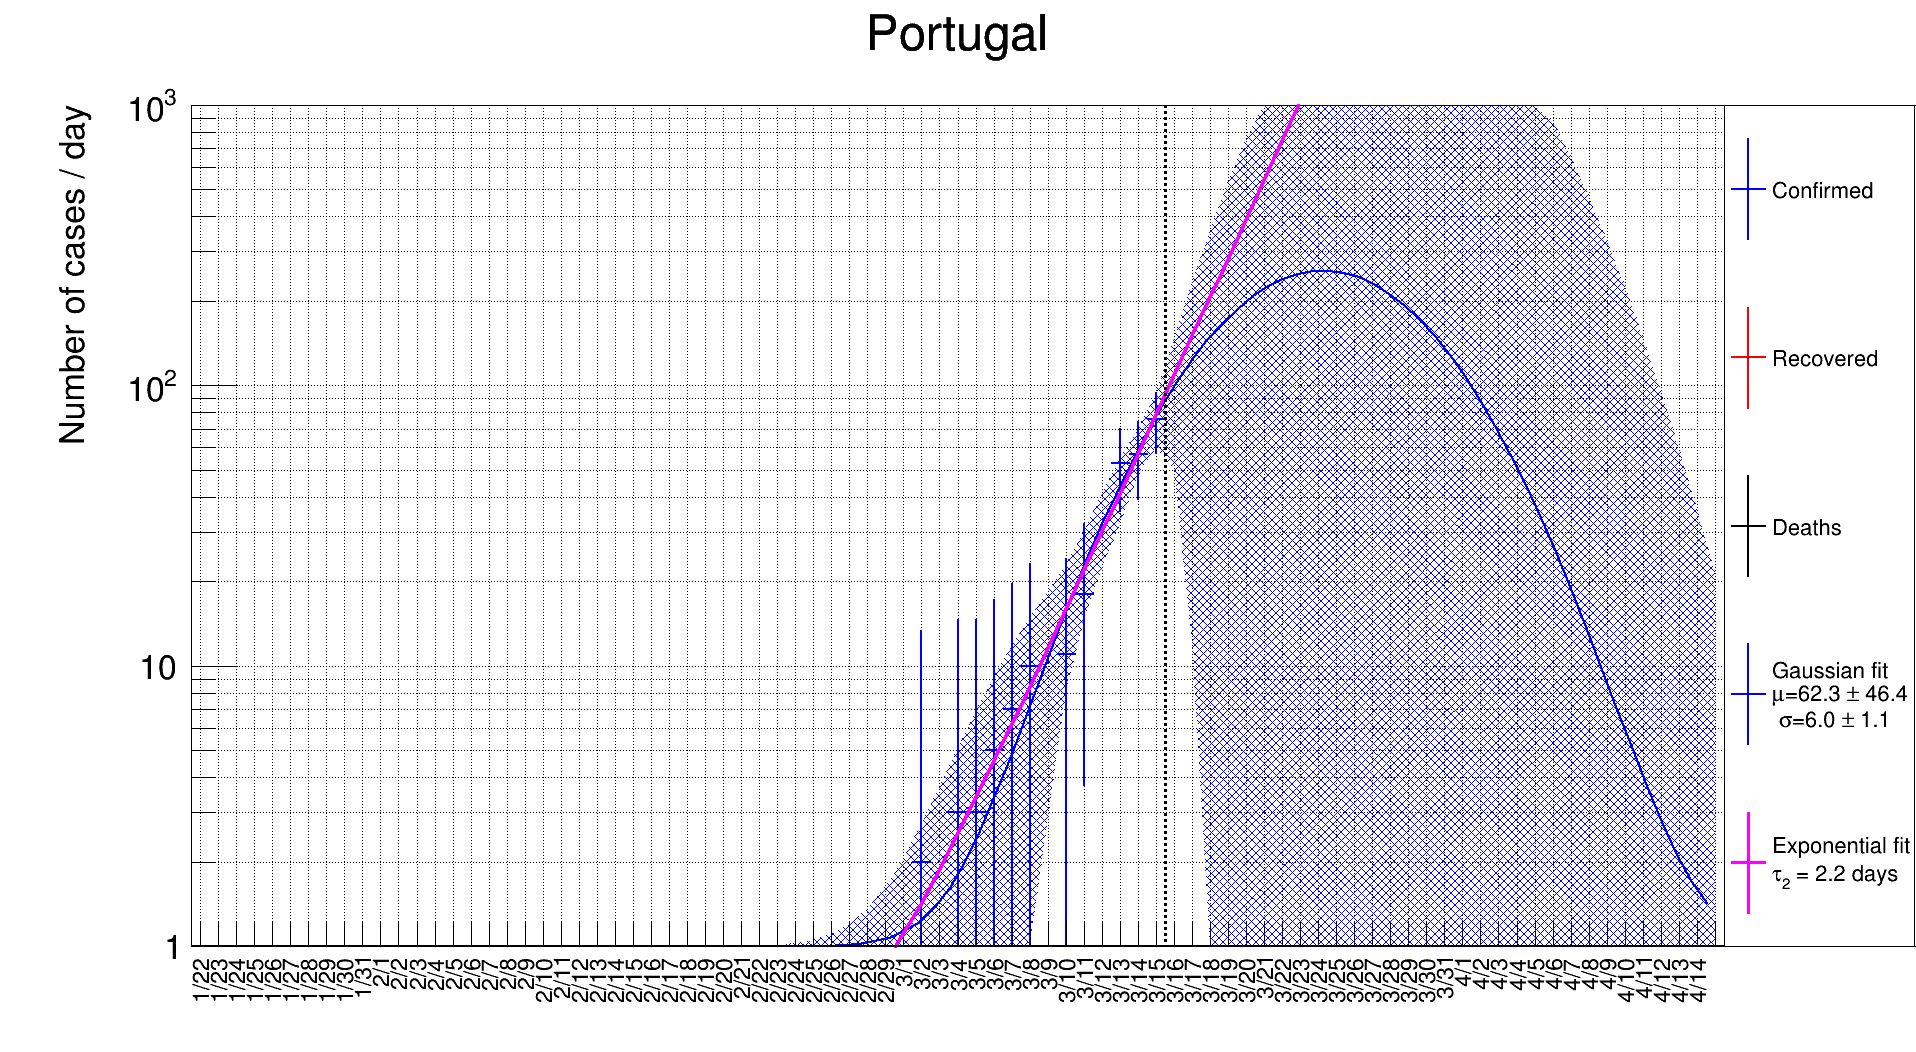 Portugal
Number of cases / day
10³
10²
10
1
1/22 1/23 1/24 1/25 1/26 1/27 1/28 1/29 1/30 1/31 2/1 2/2 2/3 2/4 2/5 2/6 2/7 2/8 2/9 2/10 2/11 2/12 2/13 2/14 2/15 2/16 2/17 2/18 2/19 2/20 2/21 2/22 2/23 2/24 2/25 2/26 2/27 2/28 2/29 3/1 3/2 3/3 3/4 3/5 3/6 3/7 3/8 3/9 3/10 3/11 3/12 3/13 3/14 3/15 3/16 3/17 3/18 3/19 3/20 3/21 3/22 3/23 3/24 3/25 3/26 3/27 3/28 3/29 3/30 3/31 4/1 4/2 4/3 4/4 4/5 4/6 4/7 4/8 4/9 4/10 4/11 4/12 4/13 4/14
Confirmed
Recovered
Deaths
Gaussian fit
μ=62.3 ± 46.4
σ=6.0 ± 1.1
Exponential fit
τ₂ = 2.2 days